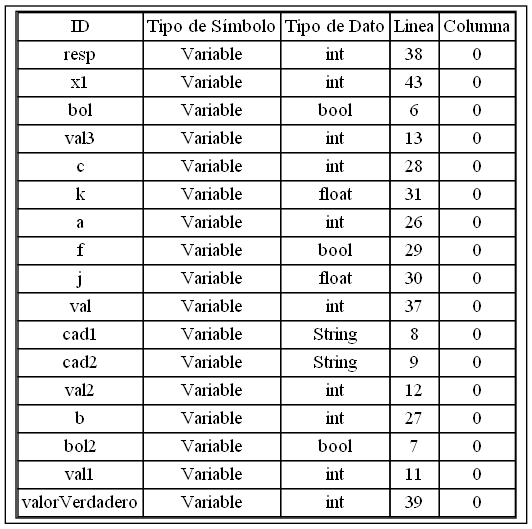 ID Tipo de Símbolo Tipo de Dato Linea Columna
resp Variable int 38 0
x1 Variable int 43 0
bol Variable bool 6 0
val3 Variable int 13 0
c Variable int 28 0
k Variable float 31 0
a Variable int 26 0
f Variable bool 29 0
j Variable float 30 0
val Variable int 37 0
cad1 Variable String 8 0
cad2 Variable String 9 0
val2 Variable int 12 0
b Variable int 27 0
bol2 Variable bool 7 0
val1 Variable int 11 0
valorVerdadero Variable int 39 0